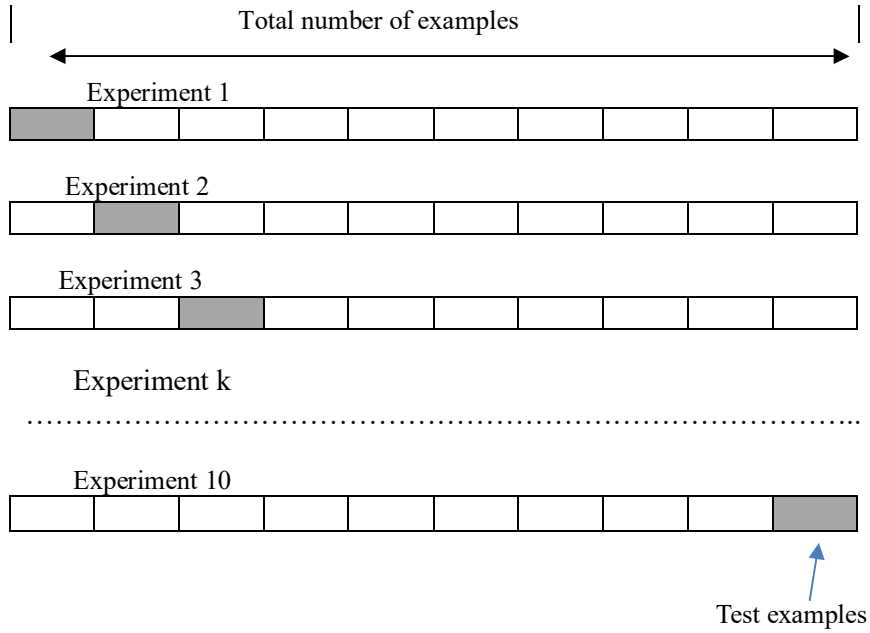 Total number of examples
Experiment 1
Experiment 2
Experiment 3
Experiment k
…………………………………………………………………………..
Experiment 10
Test examples